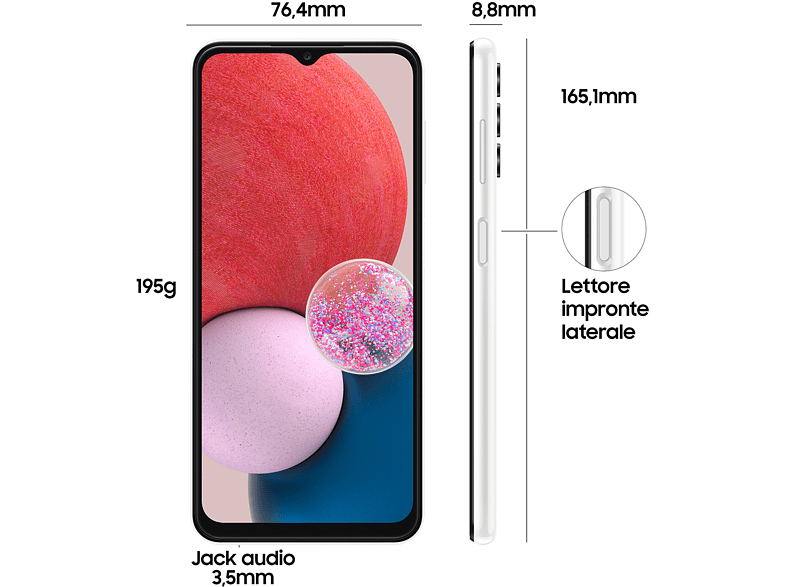 76,4mm
8,8mm
165,1mm
195g
Lettore
impronte
laterale
Jack audio
3,5mm